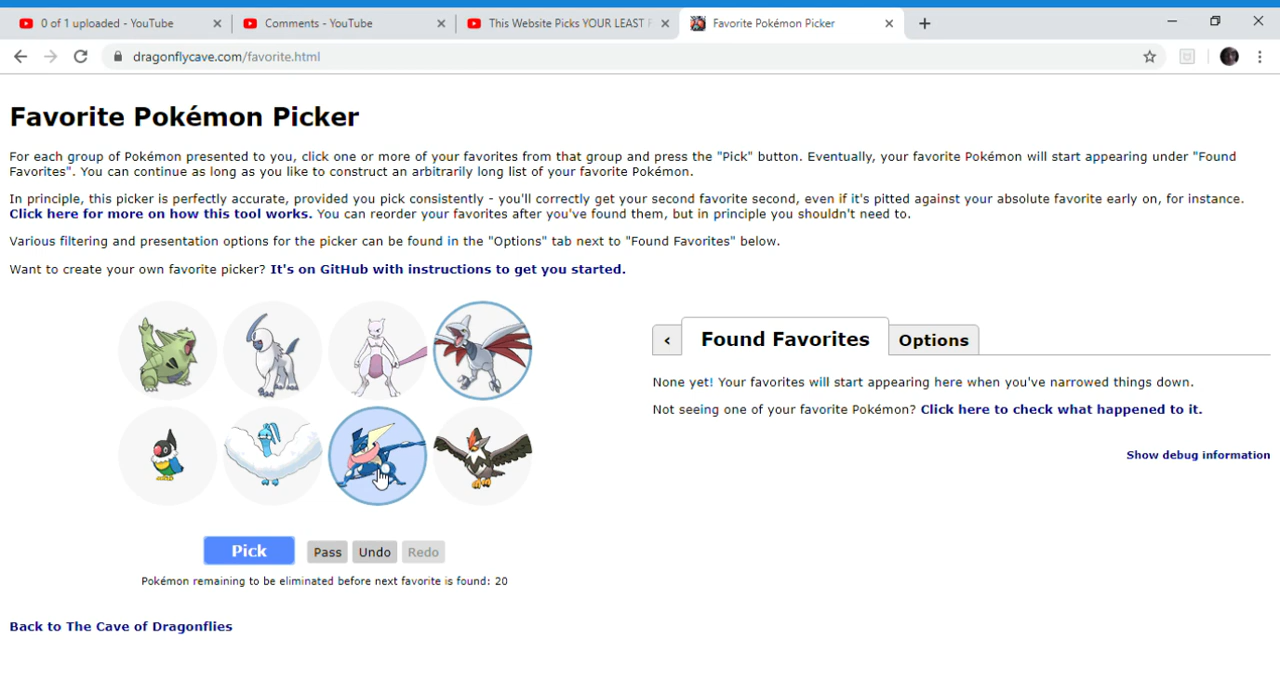 0 of 1 uploaded - YouTube
Comments - YouTube
This Website Picks YOUR LEAST F
Favorite Pokémon Picker
dragonflycave.com/favorite.html
Favorite Pokémon Picker
For each group of Pokémon presented to you, click one or more of your favorites from that group and press the "Pick" button. Eventually, your favorite Pokémon will start appearing under "Found
Favorites". You can continue as long as you like to construct an arbitrarily long list of your favorite Pokémon.
In principle, this picker is perfectly accurate, provided you pick consistently - you'll correctly get your second favorite second, even if it's pitted against your absolute favorite early on, for instance.
Click here for more on how this tool works. You can reorder your favorites after you've found them, but in principle you shouldn't need to.
Various filtering and presentation options for the picker can be found in the "Options" tab next to "Found Favorites" below.
Want to create your own favorite picker? It's on GitHub with instructions to get you started.
‹ Found Favorites Options
None yet! Your favorites will start appearing here when you've narrowed things down.
Not seeing one of your favorite Pokémon? Click here to check what happened to it.
Show debug information
Pick Pass Undo Redo
Pokémon remaining to be eliminated before next favorite is found: 20
Back to The Cave of Dragonflies